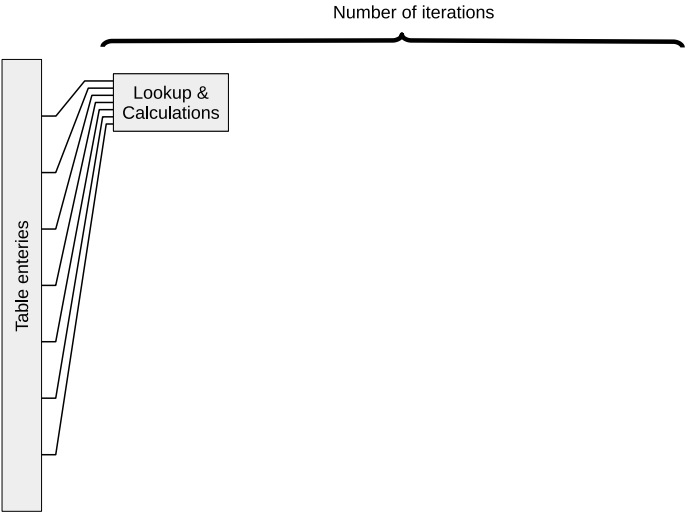 Number of iterations
Lookup &
Calculations
Table enteries